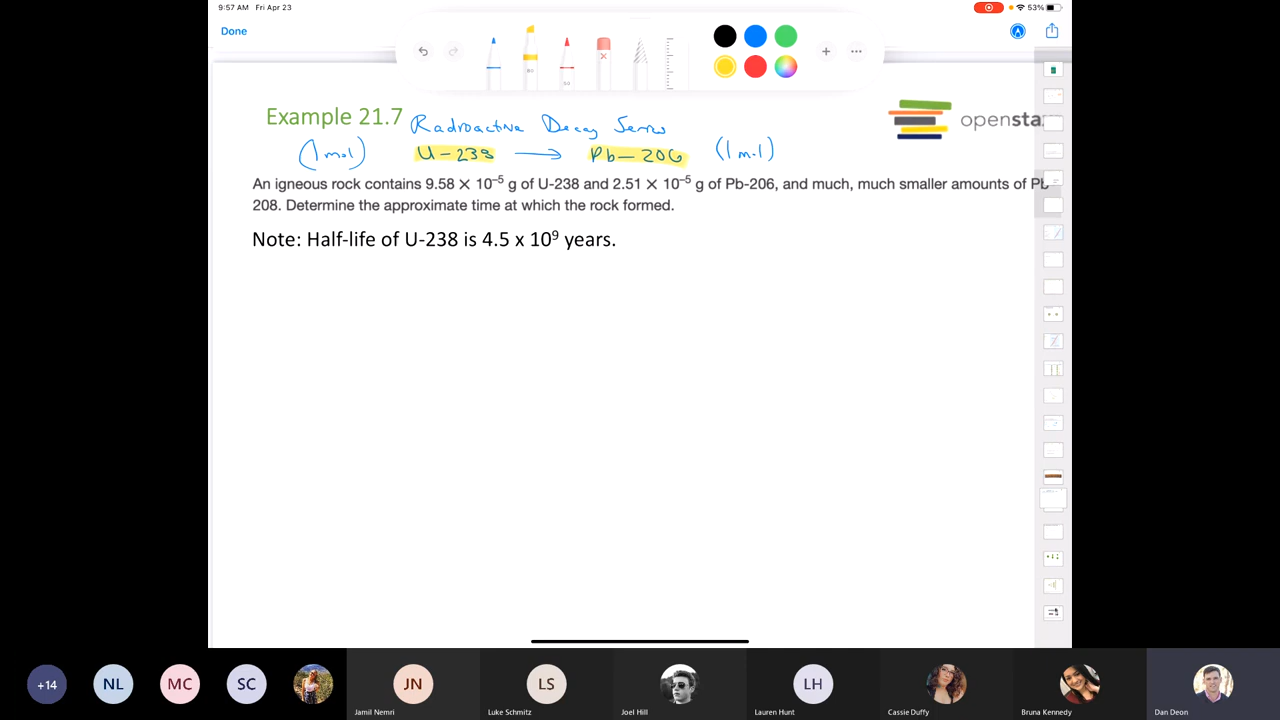 9:57 AM Fri Apr 23
53%
Done
Example 21.7
Radioactive Decay Series
opensta
(1 mol) U-238 → Pb-206 (1 mol)
An igneous rock contains 9.58 × 10⁻⁵ g of U-238 and 2.51 × 10⁻⁵ g of Pb-206, and much, much smaller amounts of Pb
208. Determine the approximate time at which the rock formed.
Note: Half-life of U-238 is 4.5 x 10⁹ years.
+14 NL MC SC JN LS LH
Jamil Nemri Luke Schmitz Joel Hill Lauren Hunt Cassie Duffy Bruna Kennedy Dan Deon